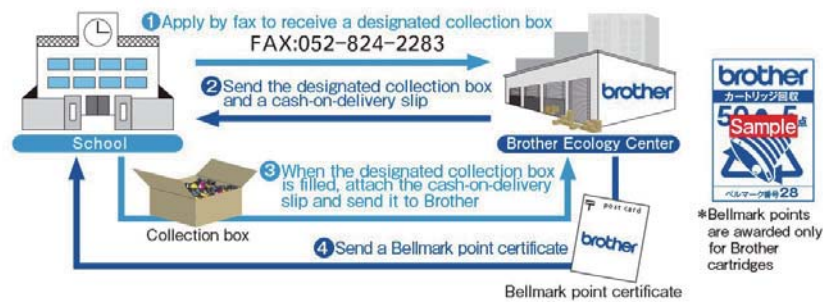 ❶Apply by fax to receive a designated collection box
FAX:052-824-2283
❷Send the designated collection box
and a cash-on-delivery slip
brother
School
Brother Ecology Center
❸When the designated collection box
is filled, attach the cash-on-delivery
slip and send it to Brother
Collection box
❹Send a Bellmark point certificate
〒 post card
brother
Bellmark point certificate
brother
カートリッジ回収
点
Sample
ベルマーク番号28
*Bellmark points
are awarded only
for Brother
cartridges